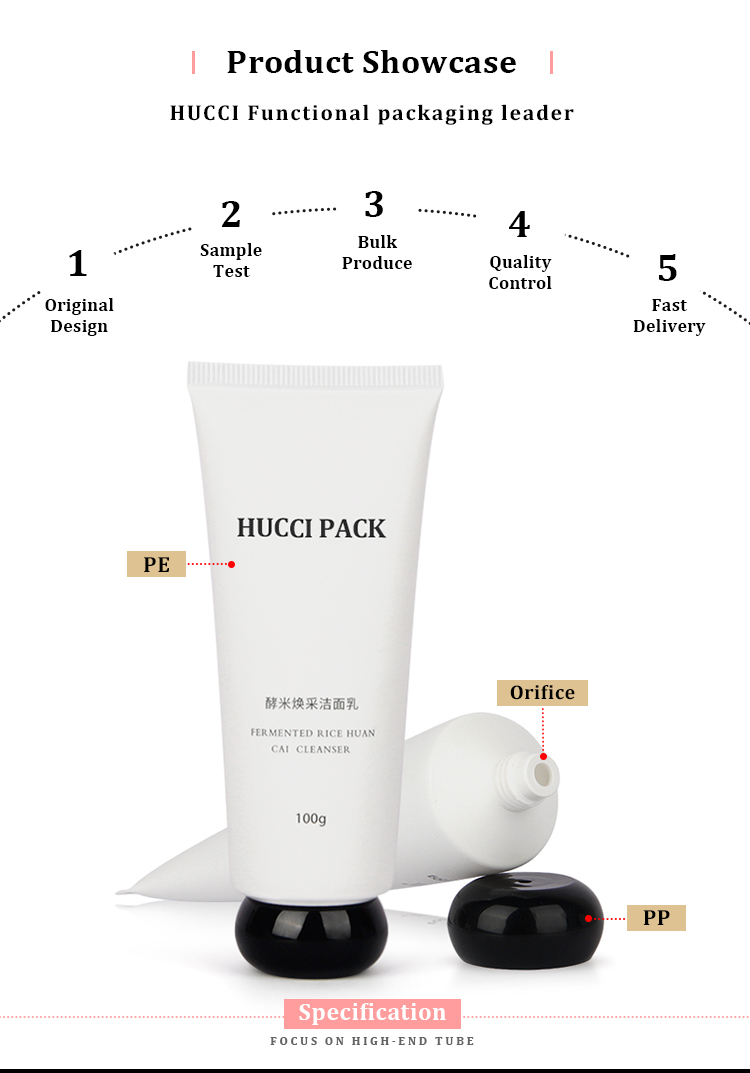 Product Showcase
HUCCI Functional packaging leader
1
Original
Design
2
Sample
Test
3
Bulk
Produce
4
Quality
Control
5
Fast
Delivery
HUCCI PACK
PE
酵米焕采洁面乳
FERMENTED RICE HUAN
CAI CLEANSER
100g
Orifice
PP
Specification
FOCUS ON HIGH-END TUBE